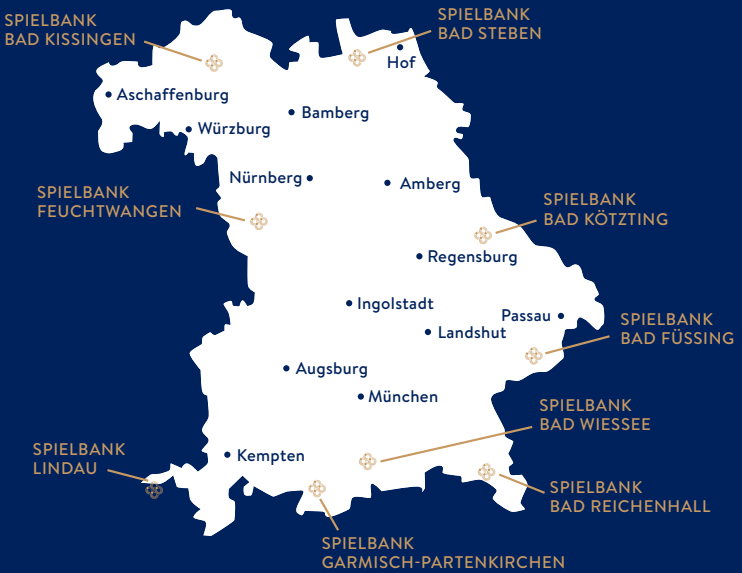 SPIELBANK
BAD KISSINGEN
SPIELBANK
BAD STEBEN
Hof
Aschaffenburg
Bamberg
Würzburg
Nürnberg
Amberg
SPIELBANK
FEUCHTWANGEN
SPIELBANK
BAD KÖTZTING
Regensburg
Ingolstadt
Passau
Landshut
SPIELBANK
BAD FÜSSING
Augsburg
München
SPIELBANK
BAD WIESSEE
SPIELBANK
LINDAU
Kempten
SPIELBANK
BAD REICHENHALL
SPIELBANK
GARMISCH-PARTENKIRCHEN